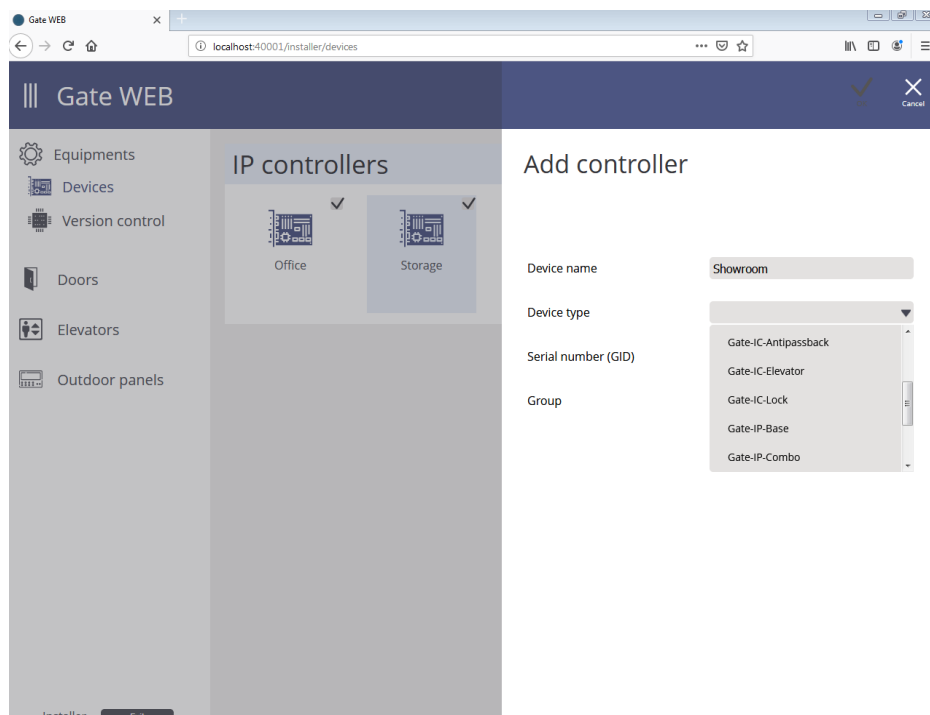 Gate WEB
localhost:40001/installer/devices
Gate WEB
Cancel
Equipments
Devices
Version control
Doors
Elevators
Outdoor panels
IP controllers
Office
Storage
Add controller
Device name
Showroom
Device type
Gate-IC-Antipassback
Serial number (GID)
Gate-IC-Elevator
Group
Gate-IC-Lock
Gate-IP-Base
Gate-IP-Combo